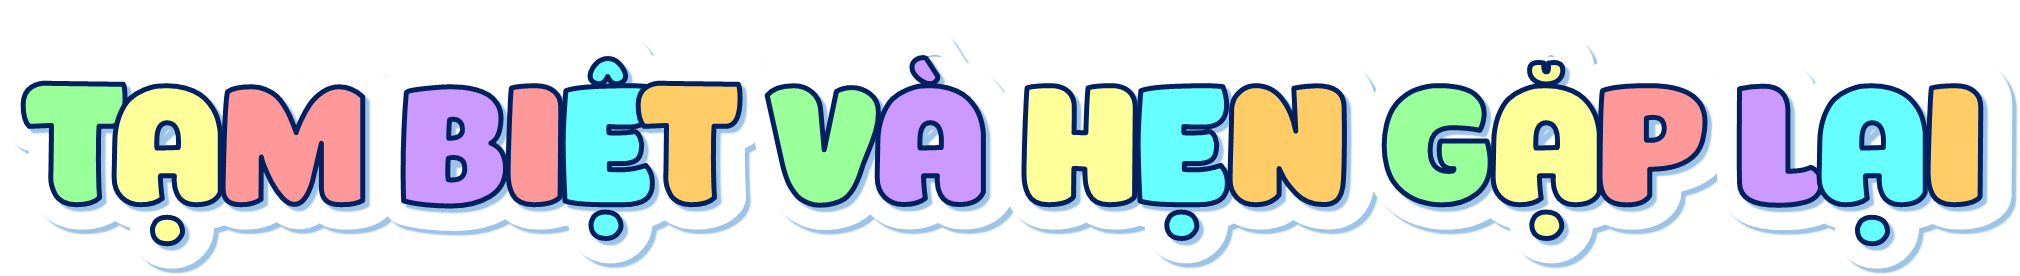 TẠM BIỆT VÀ HẸN GẶP LẠI